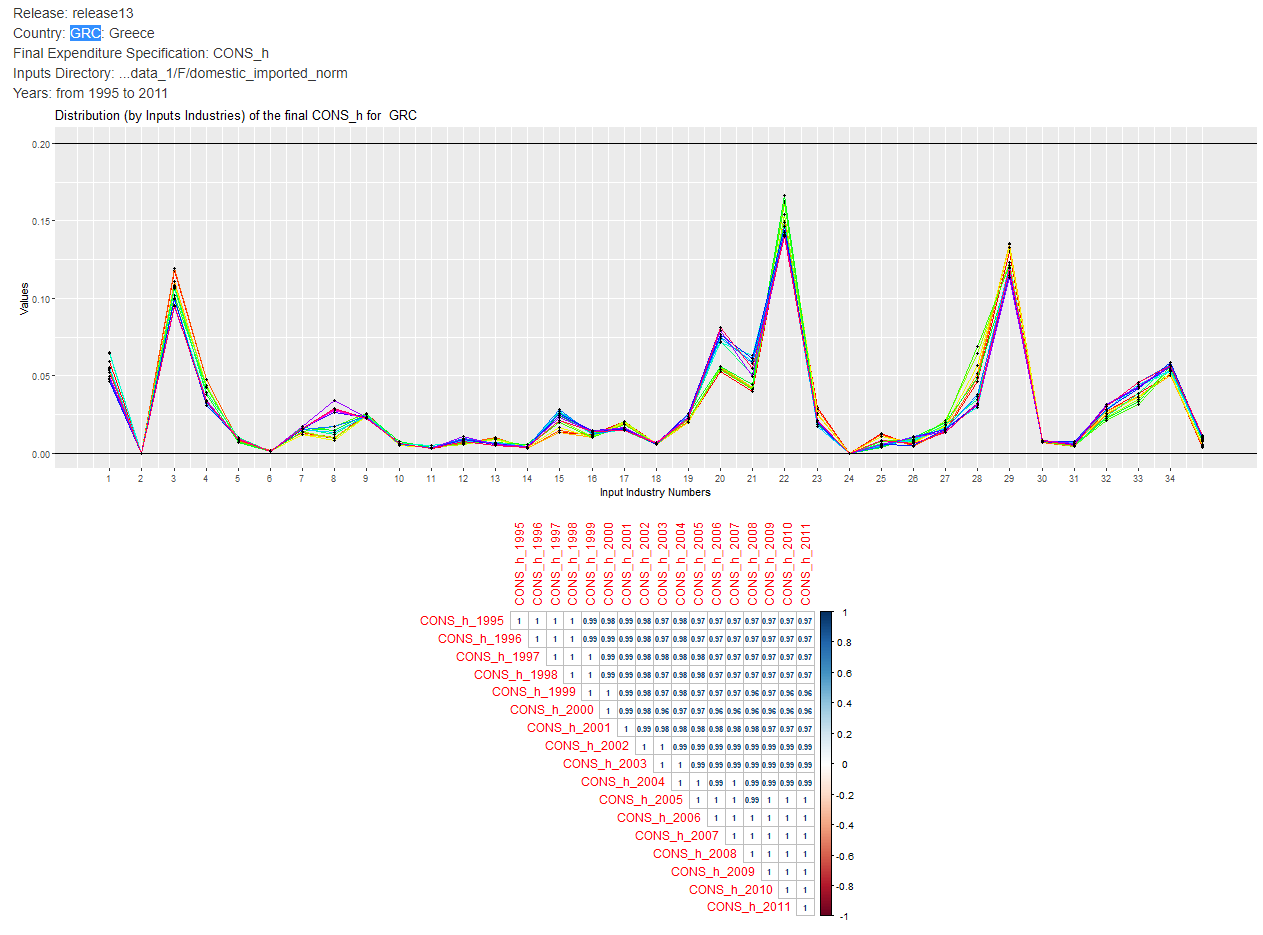 Release: release13
Country: GRC: Greece
Final Expenditure Specification: CONS_h
Inputs Directory: ...data_1/F/domestic_imported_norm
Years: from 1995 to 2011
Distribution (by Inputs Industries) of the final CONS_h for GRC
0.20
0.15
0.10
0.05
0.00
Values
1 2 3 4 5 6 7 8 9 10 11 12 13 14 15 16 17 18 19 20 21 22 23 24 25 26 27 28 29 30 31 32 33 34
Input Industry Numbers
CONS_h_1995 CONS_h_1996 CONS_h_1997 CONS_h_1998 CONS_h_1999 CONS_h_2000 CONS_h_2001 CONS_h_2002 CONS_h_2003 CONS_h_2004 CONS_h_2005 CONS_h_2006 CONS_h_2007 CONS_h_2008 CONS_h_2009 CONS_h_2010 CONS_h_2011
CONS_h_1995 1 1 1 1 0.99 0.98 0.99 0.98 0.97 0.98 0.97 0.97 0.97 0.97 0.97 0.97 0.97
CONS_h_1996 1 1 1 0.99 0.99 0.99 0.98 0.98 0.98 0.98 0.97 0.97 0.97 0.97 0.97 0.97
CONS_h_1997 1 1 1 0.99 0.99 0.98 0.98 0.98 0.98 0.97 0.97 0.97 0.97 0.97 0.97
CONS_h_1998 1 1 0.99 0.99 0.98 0.97 0.98 0.98 0.97 0.97 0.97 0.97 0.97 0.97
CONS_h_1999 1 1 0.99 0.98 0.97 0.98 0.97 0.97 0.97 0.96 0.97 0.96 0.96
CONS_h_2000 1 0.99 0.98 0.96 0.97 0.97 0.96 0.96 0.96 0.96 0.96 0.96
CONS_h_2001 1 0.99 0.98 0.98 0.98 0.98 0.98 0.98 0.97 0.97 0.97
CONS_h_2002 1 1 0.99 0.99 0.99 0.99 0.99 0.99 0.99 0.99
CONS_h_2003 1 1 0.99 0.99 0.99 0.99 0.99 0.99 0.99
CONS_h_2004 1 1 0.99 1 0.99 0.99 0.99 0.99
CONS_h_2005 1 1 1 0.99 1 1 1
CONS_h_2006 1 1 1 1 1 1
CONS_h_2007 1 1 1 1 1
CONS_h_2008 1 1 1 1
CONS_h_2009 1 1 1
CONS_h_2010 1 1
CONS_h_2011 1
1
0.8
0.6
0.4
0.2
0
-0.2
-0.4
-0.6
-0.8
-1